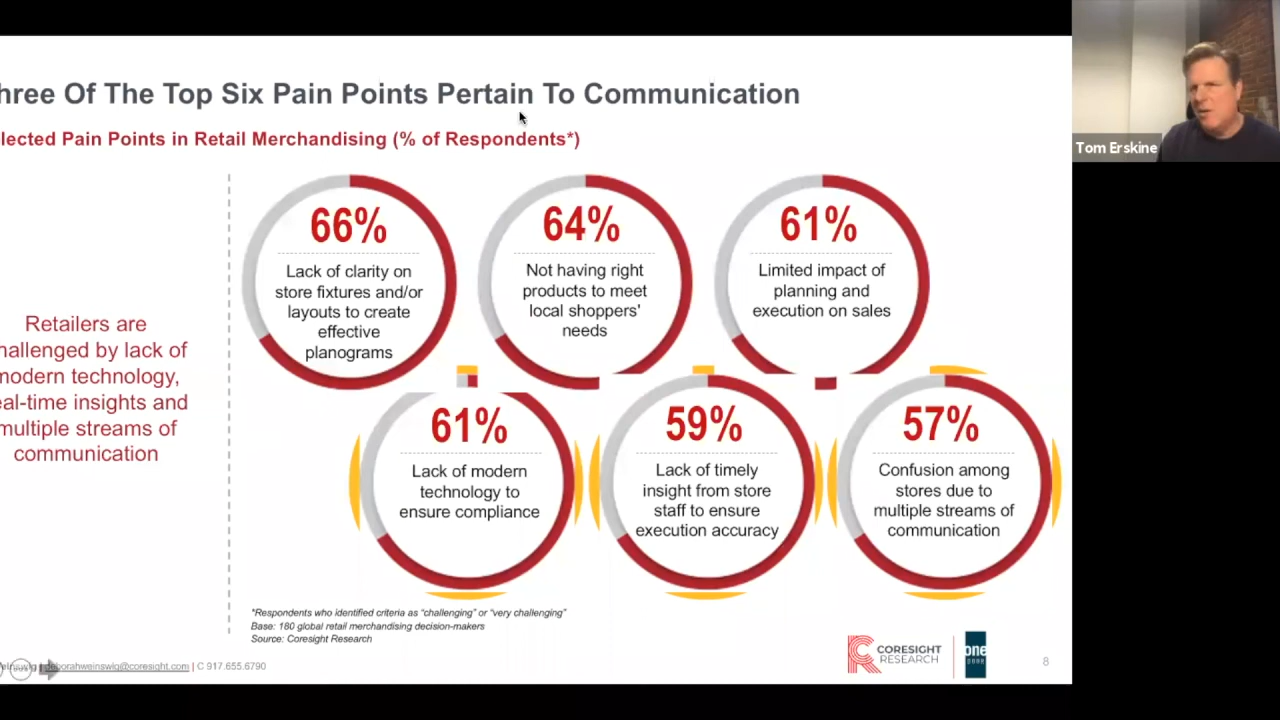 hree Of The Top Six Pain Points Pertain To Communication
lected Pain Points in Retail Merchandising (% of Respondents*)
Tom Erskine
66%
Lack of clarity on
store fixtures and/or
layouts to create
effective
planograms
64%
Not having right
products to meet
local shoppers'
needs
61%
Limited impact of
planning and
execution on sales
Retailers are
hallenged by lack of
modern technology,
eal-time insights and
multiple streams of
communication
61%
Lack of modern
technology to
ensure compliance
59%
Lack of timely
insight from store
staff to ensure
execution accuracy
57%
Confusion among
stores due to
multiple streams of
communication
*Respondents who identified criteria as “challenging” or “very challenging”
Base: 180 global retail merchandising decision-makers
Source: Coresight Research
deborahweinswig@coresight.com | C 917.655.6790
CORESIGHT
RESEARCH
one
door
8